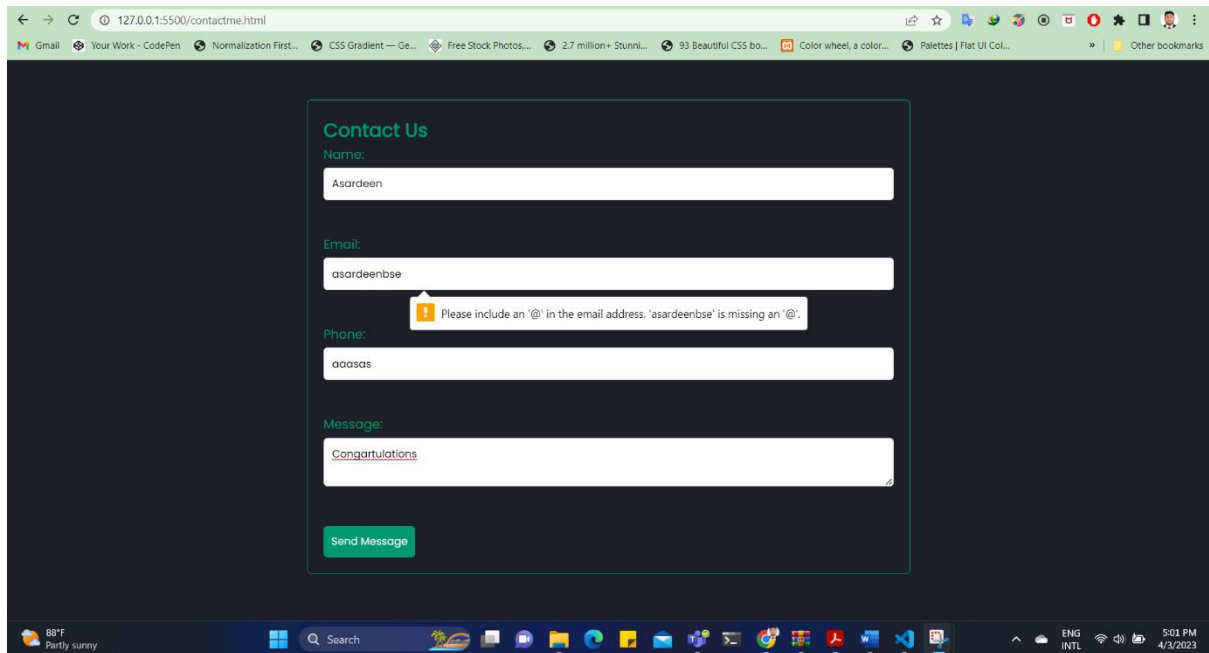 127.0.0.1:5500/contactme.html
Gmail Your Work - CodePen Normalization First... CSS Gradient — Ge... Free Stock Photos,... 2.7 million+ Stunni... 93 Beautiful CSS bo... Color wheel, a color... Palettes | Flat UI Col... » Other bookmarks
Contact Us
Name:
Asardeen
Email:
asardeenbse
Please include an '@' in the email address. 'asardeenbse' is missing an '@'.
Phone:
aaasas
Message:
Congartulations
Send Message
88°F
Partly sunny
Search
ENG
INTL
5:01 PM
4/3/2023